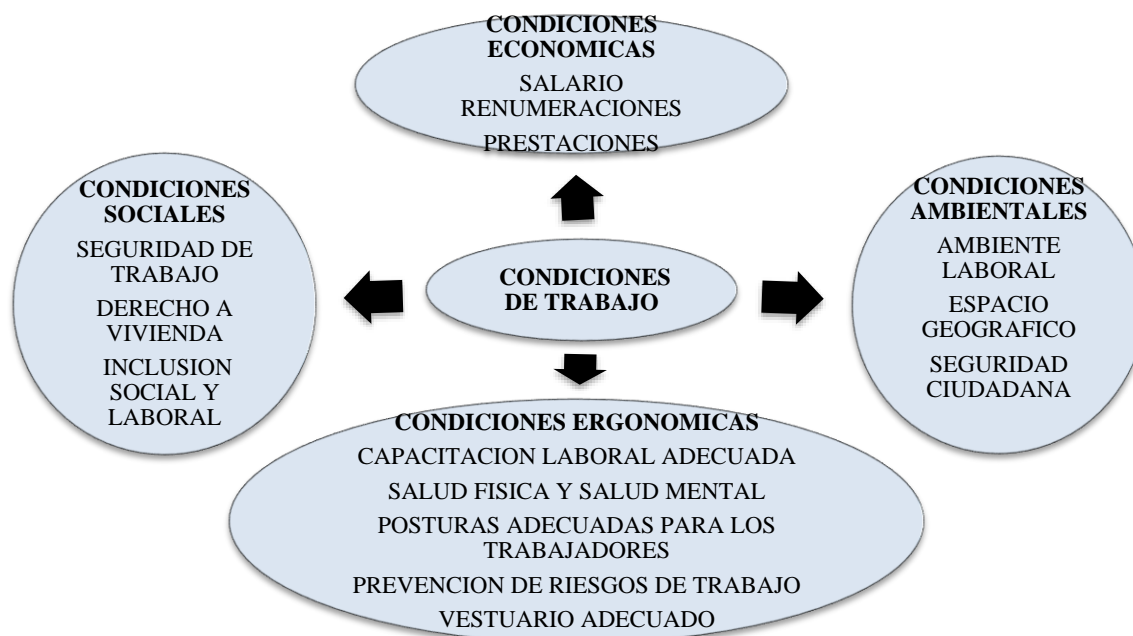 CONDICIONES
ECONOMICAS
SALARIO
RENUMERACIONES
PRESTACIONES
CONDICIONES
SOCIALES
SEGURIDAD DE
TRABAJO
DERECHO A
VIVIENDA
INCLUSION
SOCIAL Y
LABORAL
CONDICIONES
DE TRABAJO
CONDICIONES
AMBIENTALES
AMBIENTE
LABORAL
ESPACIO
GEOGRAFICO
SEGURIDAD
CIUDADANA
CONDICIONES ERGONOMICAS
CAPACITACION LABORAL ADECUADA
SALUD FISICA Y SALUD MENTAL
POSTURAS ADECUADAS PARA LOS
TRABAJADORES
PREVENCION DE RIESGOS DE TRABAJO
VESTUARIO ADECUADO